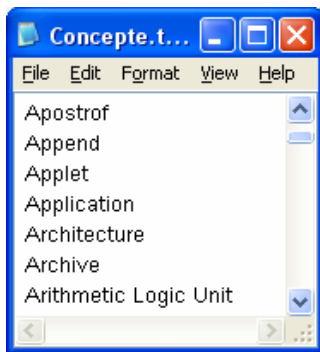 Concepte.t...
File Edit Format View Help
Apostrof
Append
Applet
Application
Architecture
Archive
Arithmetic Logic Unit